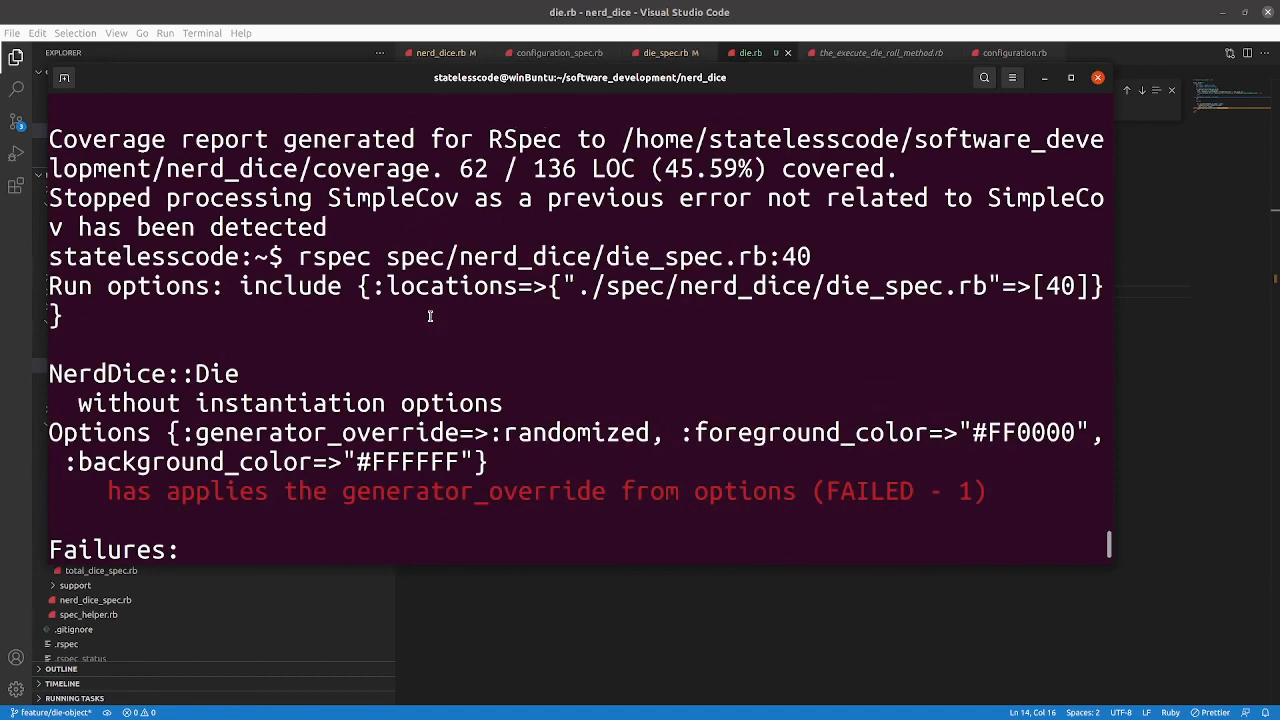 die.rb - nerd_dice - Visual Studio Code
File Edit Selection View Go Run Terminal Help
EXPLORER
nerd_dice.rb M
configuration_spec.rb
die_spec.rb M
die.rb U
the_execute_die_roll_method.rb
configuration.rb
statelesscode@winBuntu:~/software_development/nerd_dice
Coverage report generated for RSpec to /home/statelesscode/software_deve
lopment/nerd_dice/coverage. 62 / 136 LOC (45.59%) covered.
Stopped processing SimpleCov as a previous error not related to SimpleCo
v has been detected
statelesscode:~$ rspec spec/nerd_dice/die_spec.rb:40
Run options: include {:locations=>{"./spec/nerd_dice/die_spec.rb"=>[40]}
}
NerdDice::Die
without instantiation options
Options {:generator_override=>:randomized, :foreground_color=>"#FF0000",
:background_color=>"#FFFFFF"}
has applies the generator_override from options (FAILED - 1)
Failures:
total_dice_spec.rb
support
nerd_dice_spec.rb
spec_helper.rb
.gitignore
.rspec
.rspec_status
OUTLINE
TIMELINE
RUNNING TASKS
3
feature/die-object* 0 0
Ln 14, Col 16 Spaces: 2 UTF-8 LF Ruby Prettier